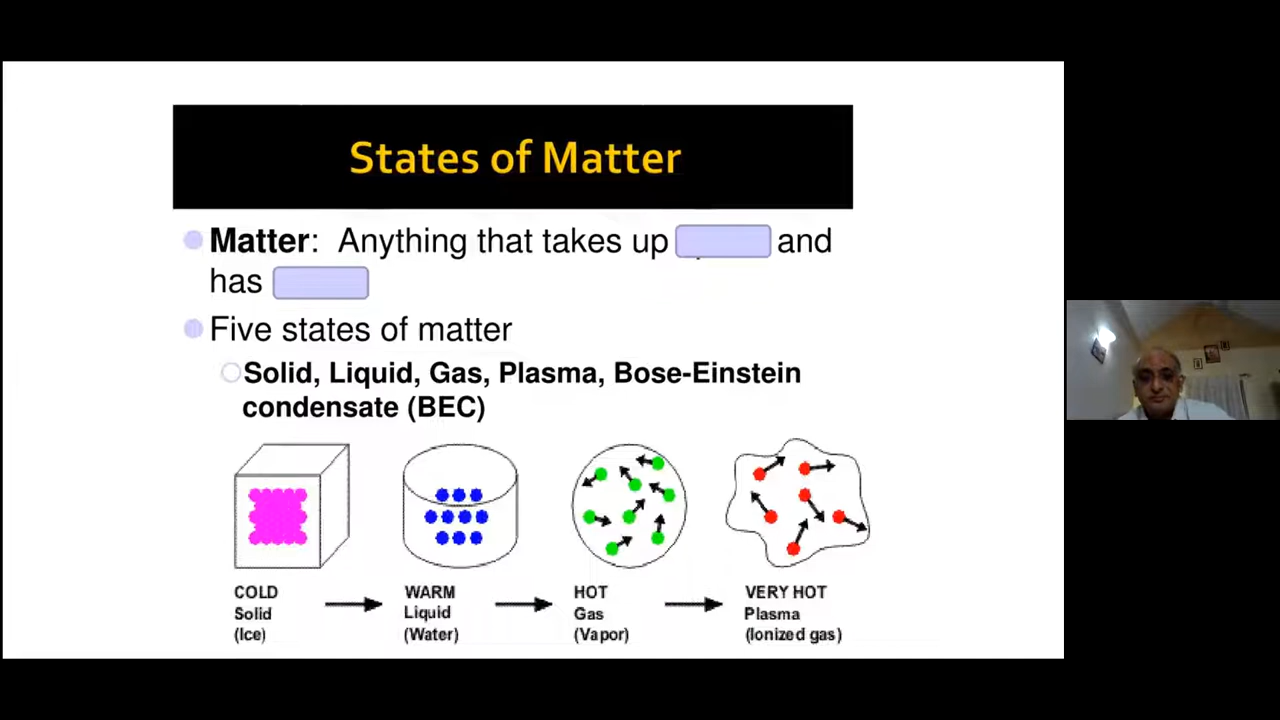 States of Matter
Matter: Anything that takes up and
has
Five states of matter
Solid, Liquid, Gas, Plasma, Bose-Einstein
condensate (BEC)
COLD WARM HOT VERY HOT
Solid Liquid Gas Plasma
(Ice) (Water) (Vapor) (Ionized gas)